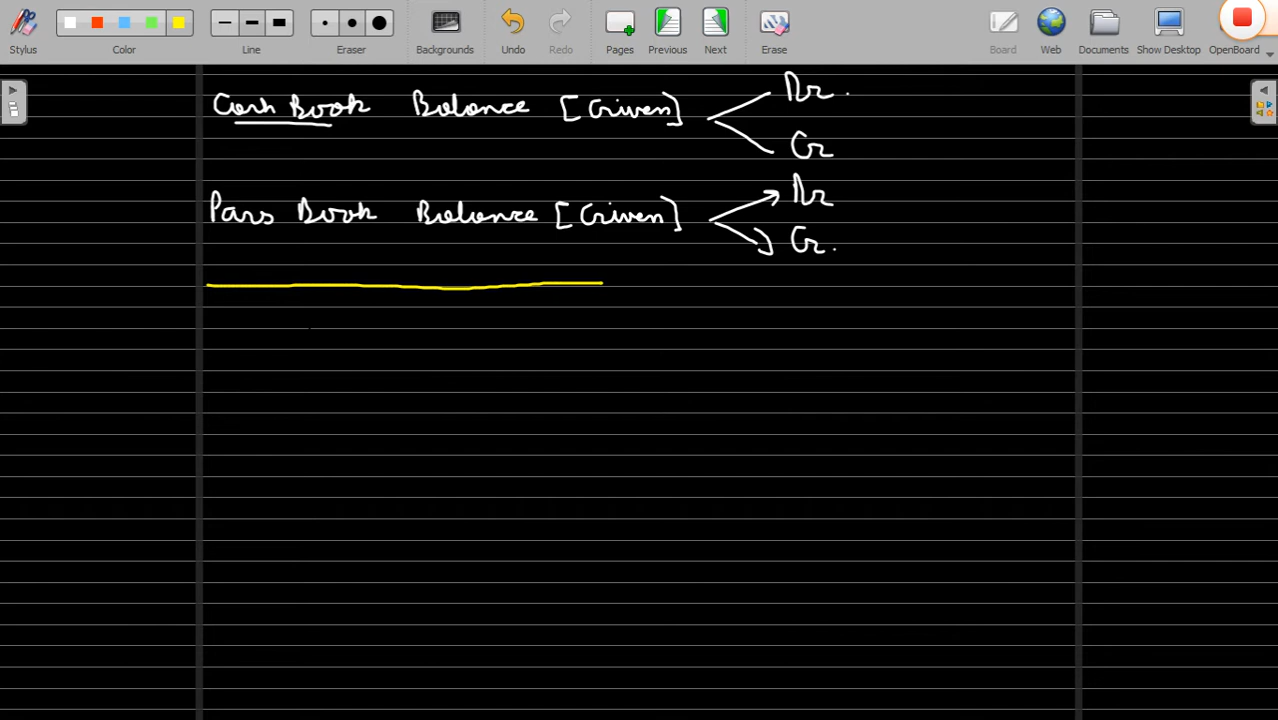 Stylus Color Line Eraser Backgrounds Undo Redo Pages Previous Next Erase Board Web Documents Show Desktop OpenBoard
Cash Book Balance [Given] Dr.
Cr
Pass Book Balance [Given] Dr
Cr.